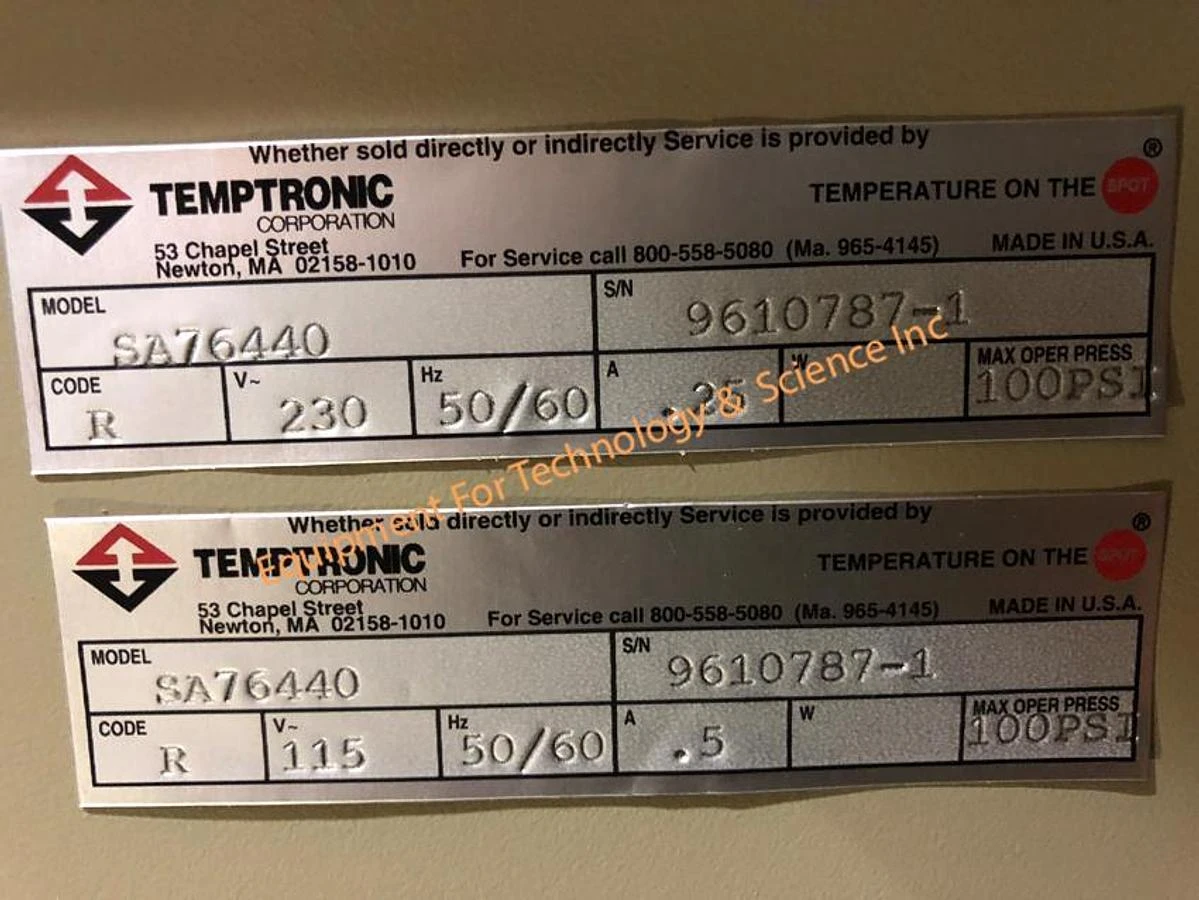 Whether sold directly or indirectly Service is provided by
TEMPTRONIC
CORPORATION
TEMPERATURE ON THE SPOT ®
53 Chapel Street
Newton, MA 02158-1010
For Service call 800-558-5080 (Ma. 965-4145)
MADE IN U.S.A.
MODEL SA76440
S/N 9610787-1
CODE R
V~ 230
Hz 50/60
A .25
W
MAX OPER PRESS 100PSI
Equipment For Technology & Science Inc
Whether sold directly or indirectly Service is provided by
TEMPTRONIC
CORPORATION
TEMPERATURE ON THE SPOT ®
53 Chapel Street
Newton, MA 02158-1010
For Service call 800-558-5080 (Ma. 965-4145)
MADE IN U.S.A.
MODEL SA76440
S/N 9610787-1
CODE R
V~ 115
Hz 50/60
A .5
W
MAX OPER PRESS 100PSI